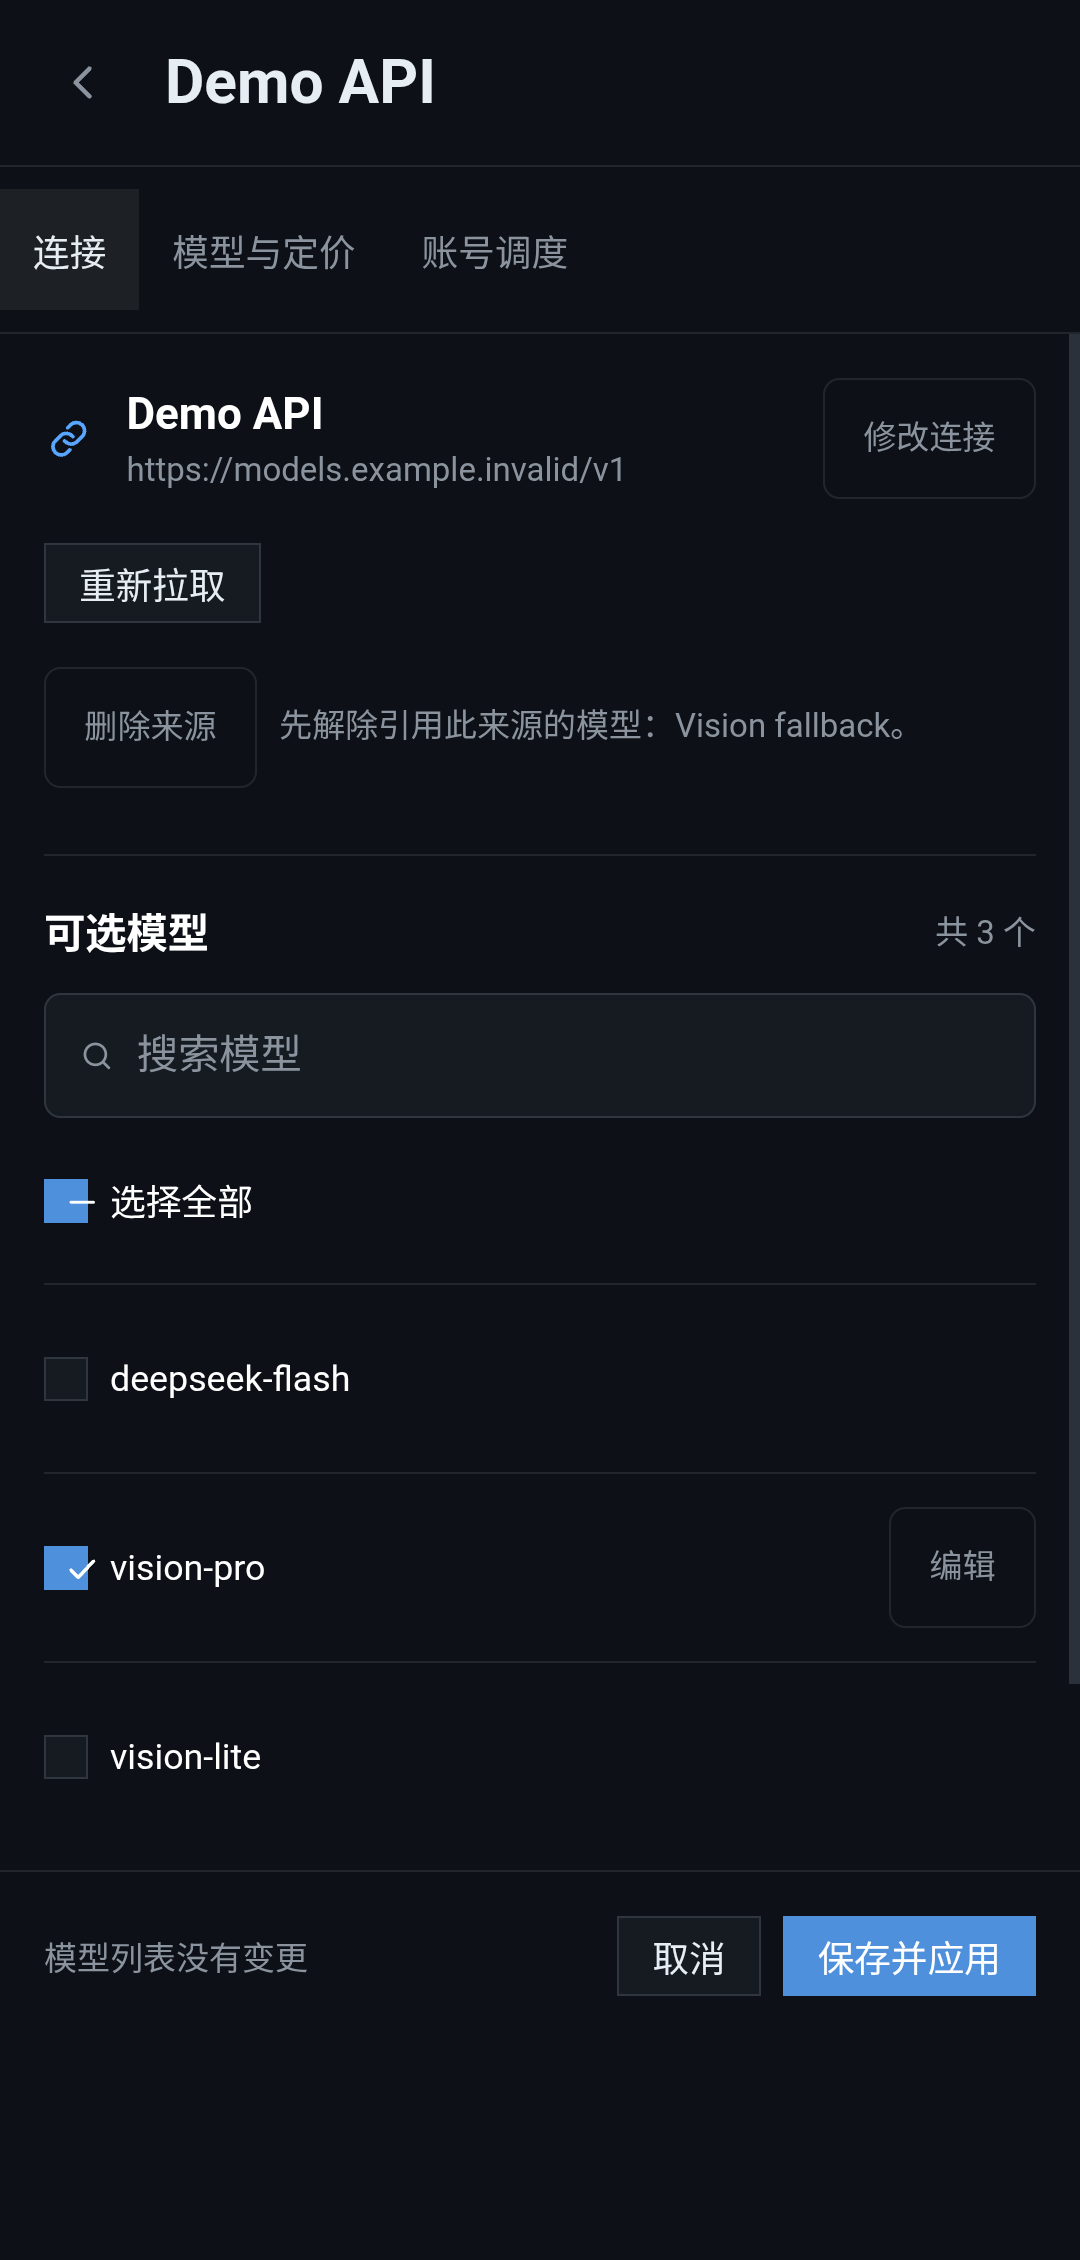 Demo API
连接 模型与定价 账号调度
Demo API
https://models.example.invalid/v1
修改连接
重新拉取
删除来源 先解除引用此来源的模型：Vision fallback。
可选模型 共 3 个
搜索模型
选择全部
deepseek-flash
vision-pro 编辑
vision-lite
模型列表没有变更 取消 保存并应用